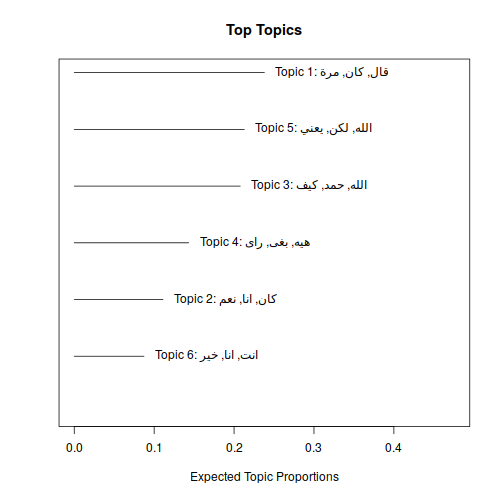 Top Topics
Topic 1: قال, كان, مرة
Topic 5: الله, لكن, يعني
Topic 3: الله, حمد, كيف
Topic 4: هيه, بغى, راى
Topic 2: كان, انا, نعم
Topic 6: انت, انا, خير
0.0 0.1 0.2 0.3 0.4
Expected Topic Proportions